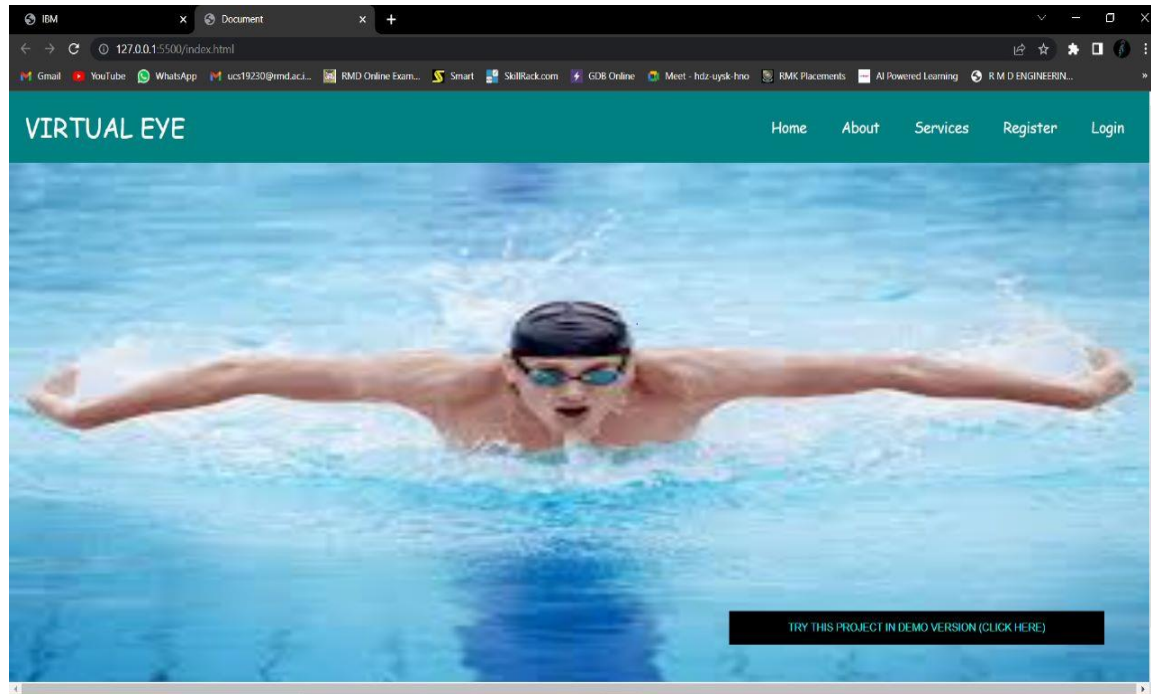 IBM
Document
127.0.0.1:5500/index.html
Gmail YouTube WhatsApp ucs19230@rmd.ac.i... RMD Online Exam... Smart SkillRack.com GDB Online Meet - hdz-uysk-hno RMK Placements AI Powered Learning R M D ENGINEERIN... »
VIRTUAL EYE
Home About Services Register Login
TRY THIS PROJECT IN DEMO VERSION (CLICK HERE)